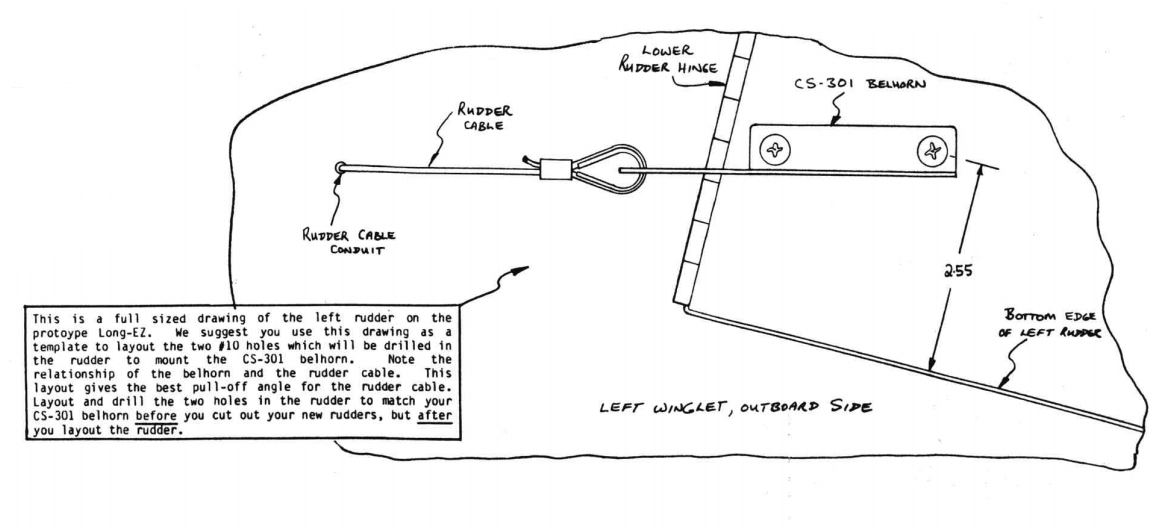 LOWER
RUDDER HINGE
CS-301 BELHORN
RUDDER
CABLE
RUDDER CABLE
CONDUIT
2.55
BOTTOM EDGE
OF LEFT RUDDER
This is a full sized drawing of the left rudder on the
protoype Long-EZ. We suggest you use this drawing as a
template to layout the two #10 holes which will be drilled in
the rudder to mount the CS-301 belhorn. Note the
relationship of the belhorn and the rudder cable. This
layout gives the best pull-off angle for the rudder cable.
Layout and drill the two holes in the rudder to match your
CS-301 belhorn before you cut out your new rudders, but after
you layout the rudder.
LEFT WINGLET, OUTBOARD SIDE